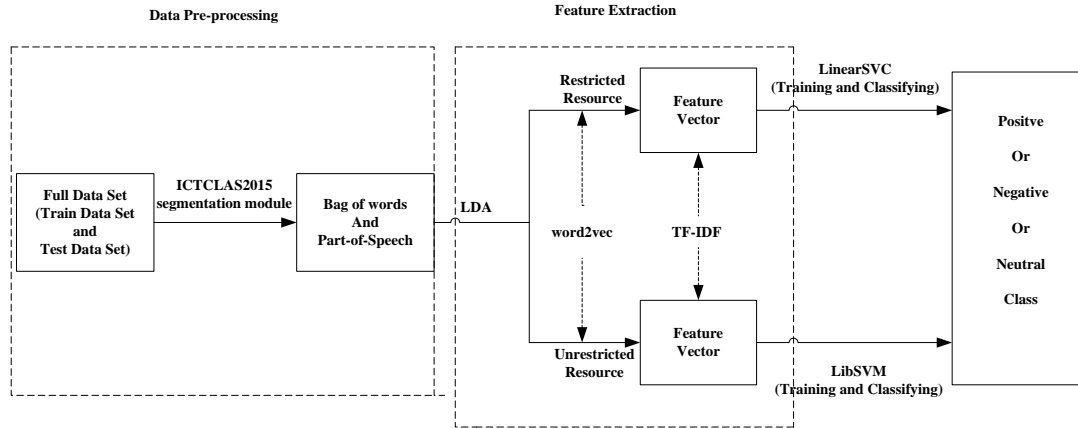 Data Pre-processing
Feature Extraction
Full Data Set
(Train Data Set
and
Test Data Set)
ICTCLAS2015
segmentation module
Bag of words
And
Part-of-Speech
LDA
Restricted
Resource
word2vec
Unrestricted
Resource
Feature
Vector
TF-IDF
Feature
Vector
LinearSVC
(Training and Classifying)
LibSVM
(Training and Classifying)
Positve
Or
Negative
Or
Neutral
Class